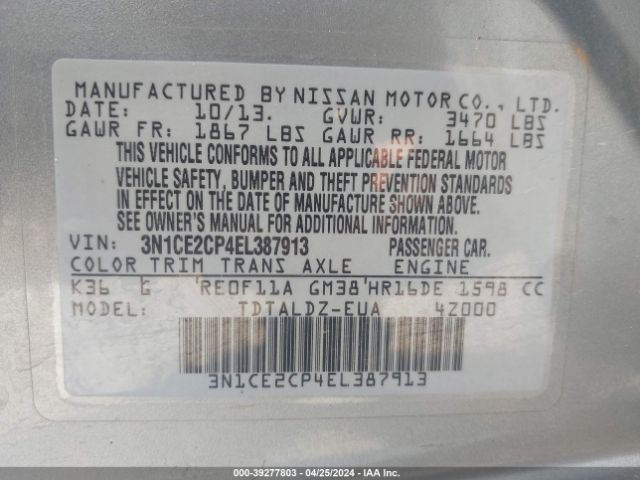 MANUFACTURED BY NISSAN MOTOR CO., LTD.
DATE: 10/13. GVWR: 3470 LBS
GAWR FR: 1867 LBS GAWR RR: 1664 LBS
THIS VEHICLE CONFORMS TO ALL APPLICABLE FEDERAL MOTOR
VEHICLE SAFETY, BUMPER AND THEFT PREVENTION STANDARDS
IN EFFECT ON THE DATE OF MANUFACTURE SHOWN ABOVE.
SEE OWNER'S MANUAL FOR ADDITIONAL INFORMATION.
VIN: 3N1CE2CP4EL387913 PASSENGER CAR.
COLOR TRIM TRANS AXLE ENGINE
K36 G RE0F11A GM38 HR16DE 1598 CC
TDTALDZ-EUA 4Z000
3N1CE2CP4EL387913
000-39277803 - 04/25/2024 - IAA, Inc.